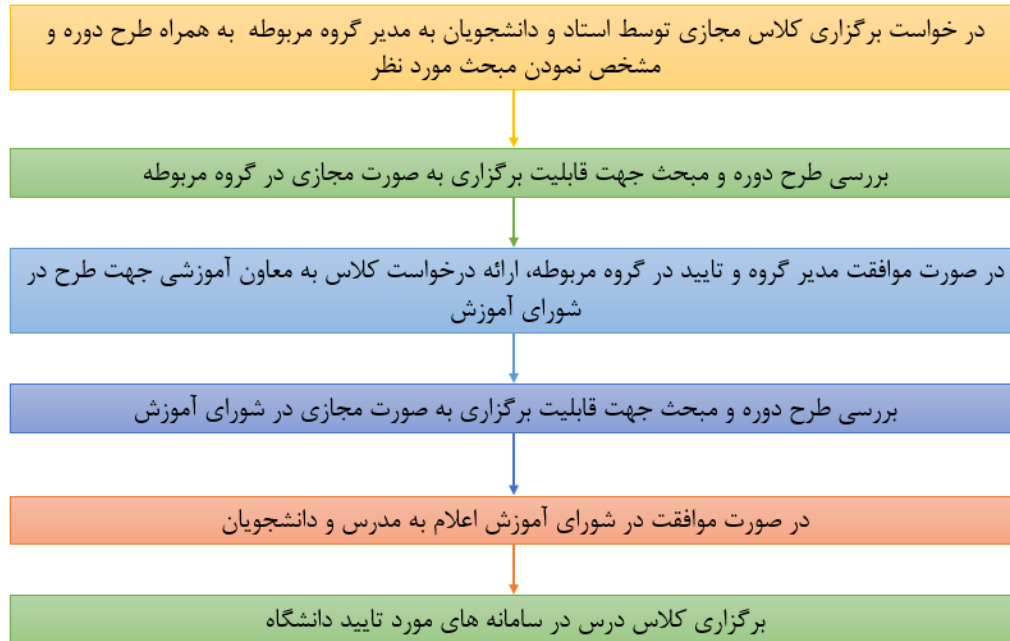 در خواست برگزاری کلاس مجازی توسط استاد و دانشجویان به مدیر گروه مربوطه به همراه طرح دوره و
مشخص نمودن مبحث مورد نظر
بررسی طرح دوره و مبحث جهت قابلیت برگزاری به صورت مجازی در گروه مربوطه
در صورت موافقت مدیر گروه و تایید در گروه مربوطه، ارائه درخواست کلاس به معاون آموزشی جهت طرح در
شورای آموزش
بررسی طرح دوره و مبحث جهت قابلیت برگزاری به صورت مجازی در شورای آموزش
در صورت موافقت در شورای آموزش اعلام به مدرس و دانشجویان
برگزاری کلاس درس در سامانه های مورد تایید دانشگاه